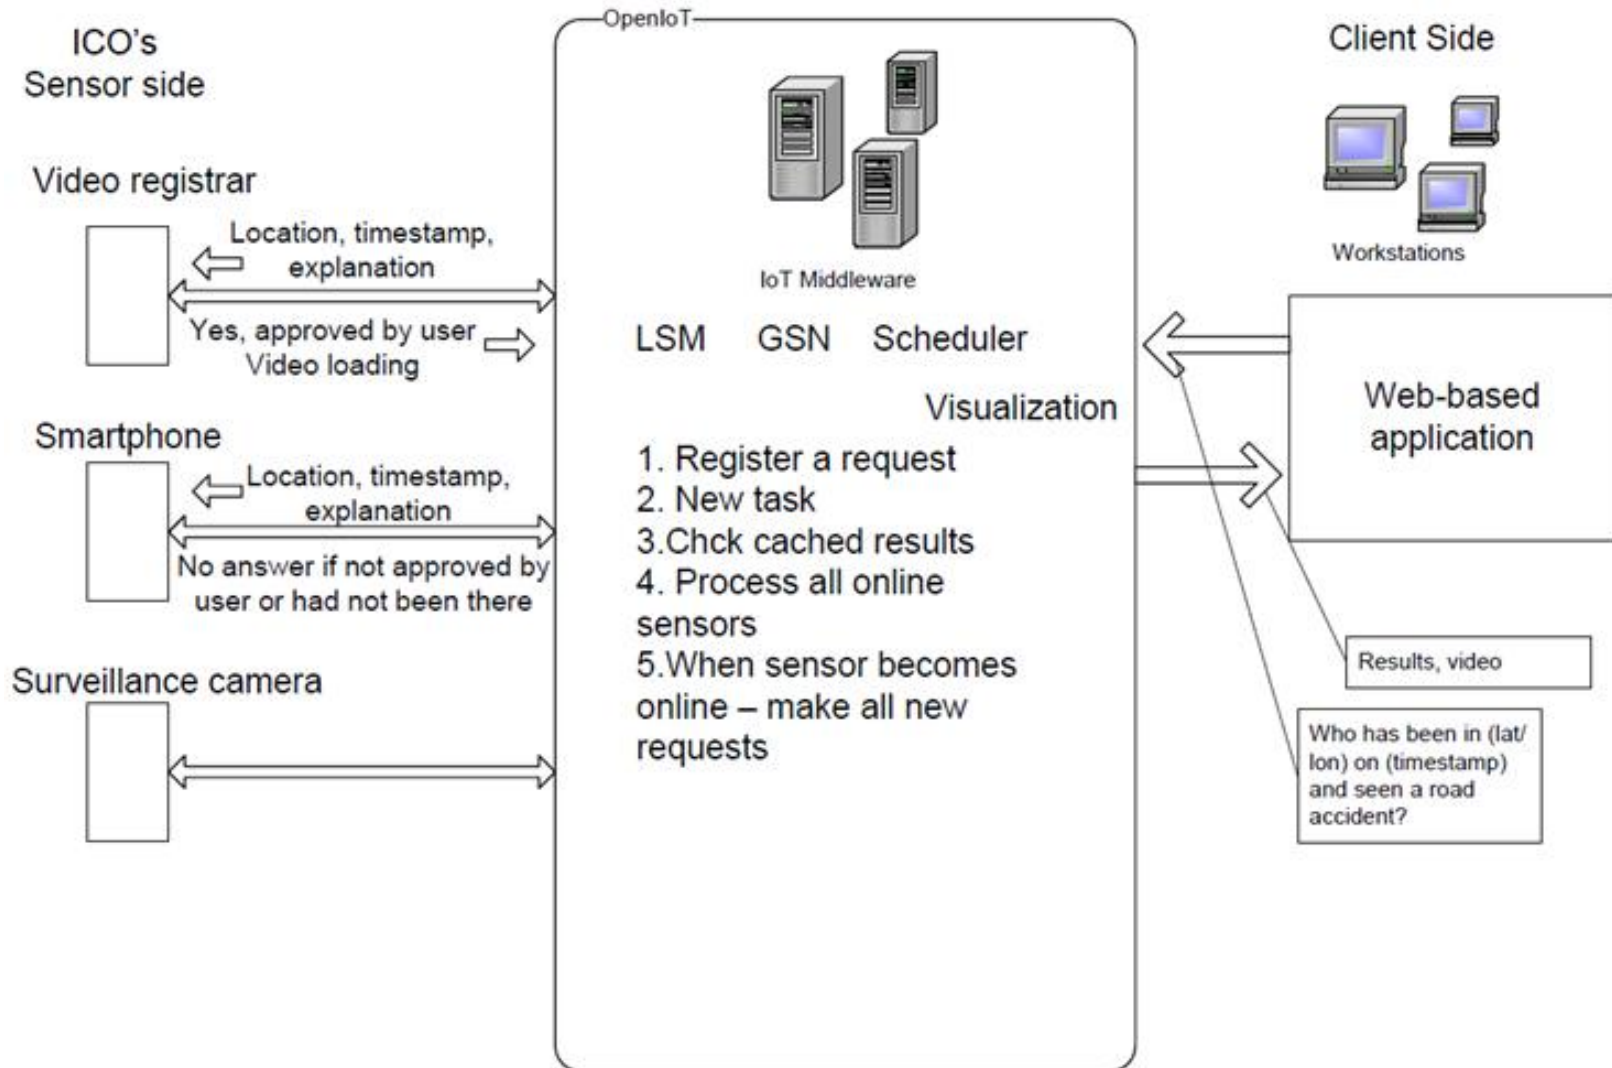 ICO's
Sensor side
Video registrar
Location, timestamp,
explanation
Yes, approved by user
Video loading
Smartphone
Location, timestamp,
explanation
No answer if not approved by
user or had not been there
Surveillance camera
OpenIoT
IoT Middleware
LSM GSN Scheduler
Visualization
1. Register a request
2. New task
3.Chck cached results
4. Process all online
sensors
5.When sensor becomes
online – make all new
requests
Client Side
Workstations
Web-based
application
Results, video
Who has been in (lat/
lon) on (timestamp)
and seen a road
accident?